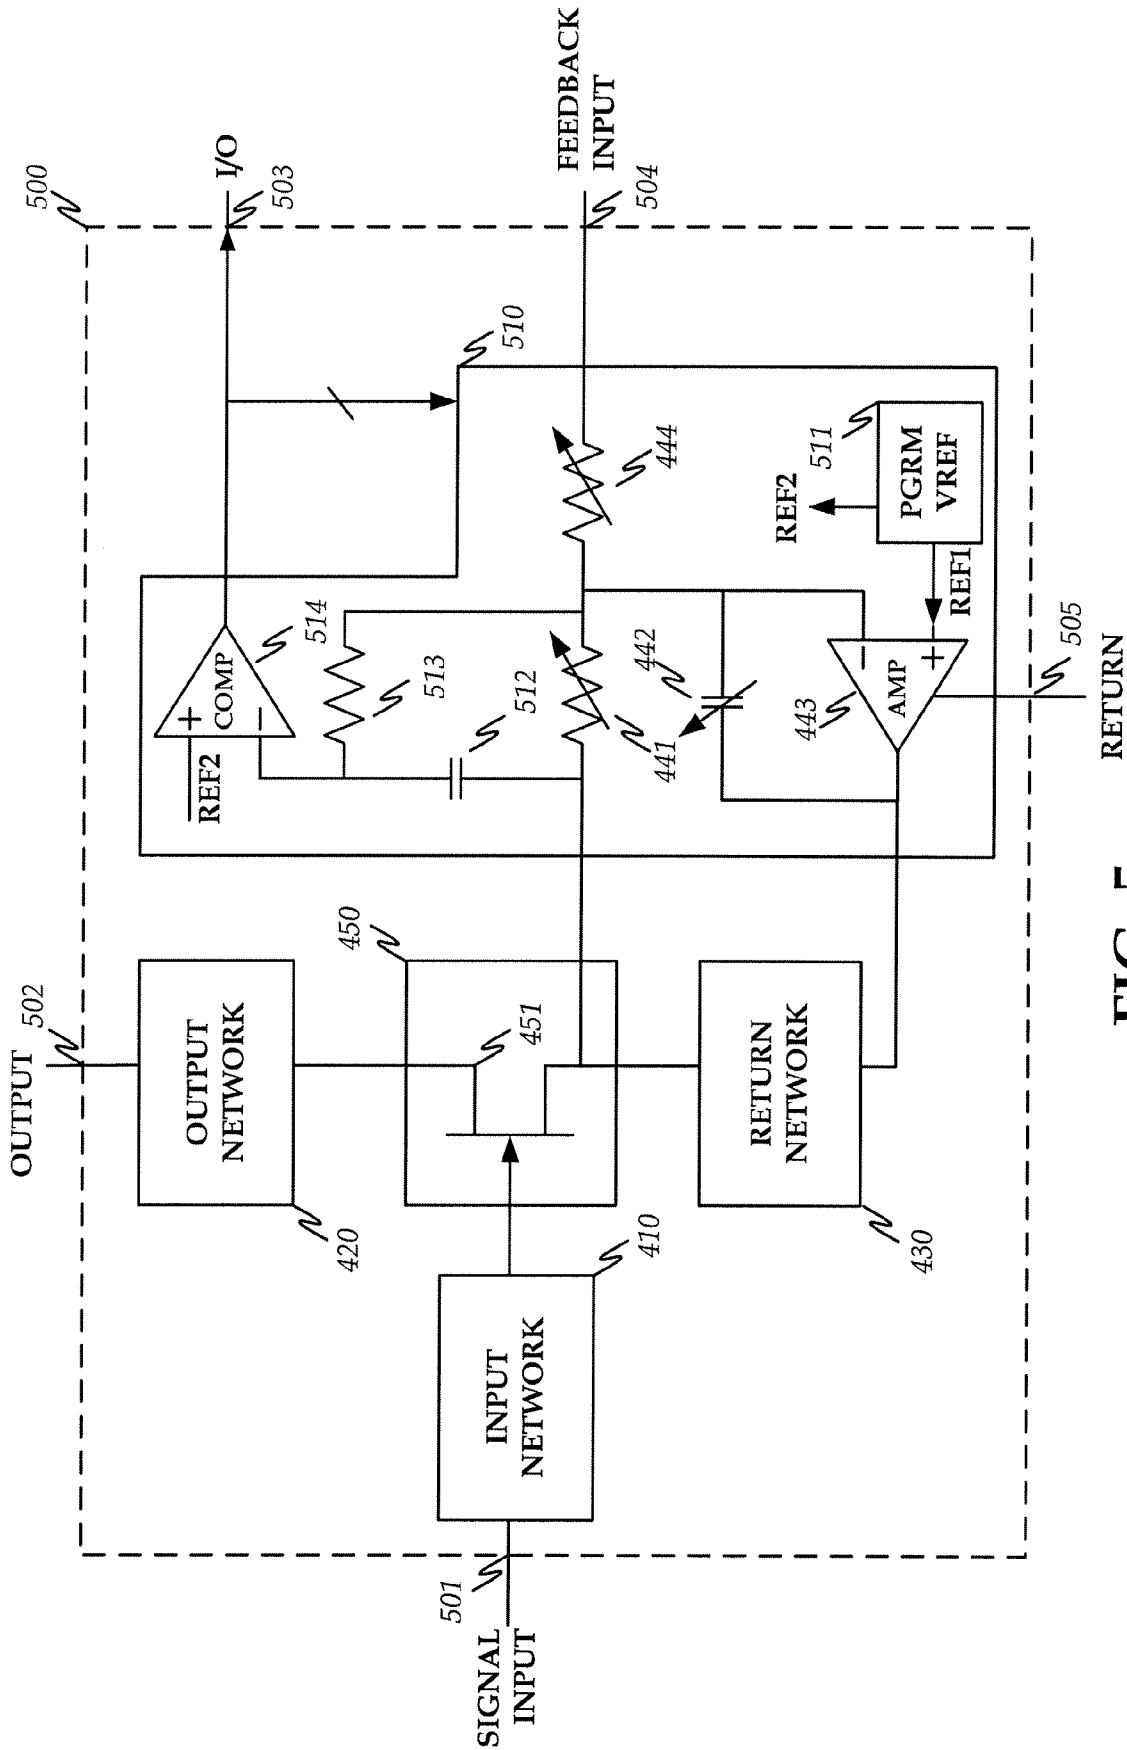 500
OUTPUT
502
I/O
503
FEEDBACK
INPUT
504
OUTPUT
NETWORK
420
450
451
INPUT
NETWORK
410
SIGNAL
INPUT
501
RETURN
NETWORK
430
510
REF2
+
−
COMP
514
513
512
441
442
444
443
AMP
−
+
REF1
REF2
PGRM
VREF
511
505
RETURN